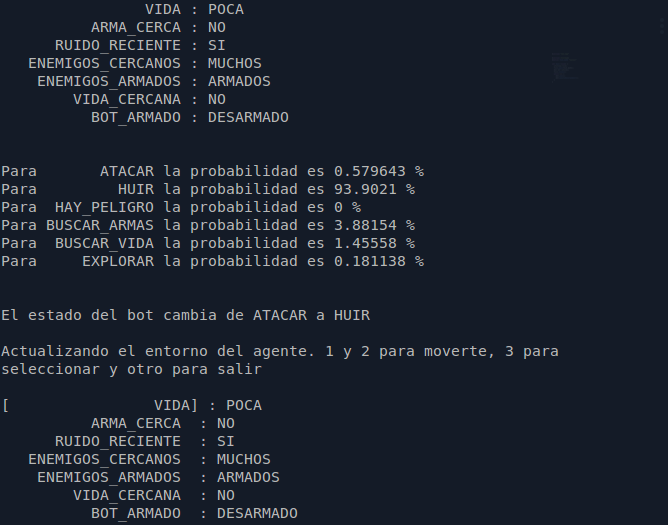 VIDA : POCA
ARMA_CERCA : NO
RUIDO_RECIENTE : SI
ENEMIGOS_CERCANOS : MUCHOS
ENEMIGOS_ARMADOS : ARMADOS
VIDA_CERCANA : NO
BOT_ARMADO : DESARMADO
Para ATACAR la probabilidad es 0.579643 %
Para HUIR la probabilidad es 93.9021 %
Para HAY_PELIGRO la probabilidad es 0 %
Para BUSCAR_ARMAS la probabilidad es 3.88154 %
Para BUSCAR_VIDA la probabilidad es 1.45558 %
Para EXPLORAR la probabilidad es 0.181138 %
El estado del bot cambia de ATACAR a HUIR
Actualizando el entorno del agente. 1 y 2 para moverte, 3 para
seleccionar y otro para salir
[ VIDA] : POCA
ARMA_CERCA : NO
RUIDO_RECIENTE : SI
ENEMIGOS_CERCANOS : MUCHOS
ENEMIGOS_ARMADOS : ARMADOS
VIDA_CERCANA : NO
BOT_ARMADO : DESARMADO